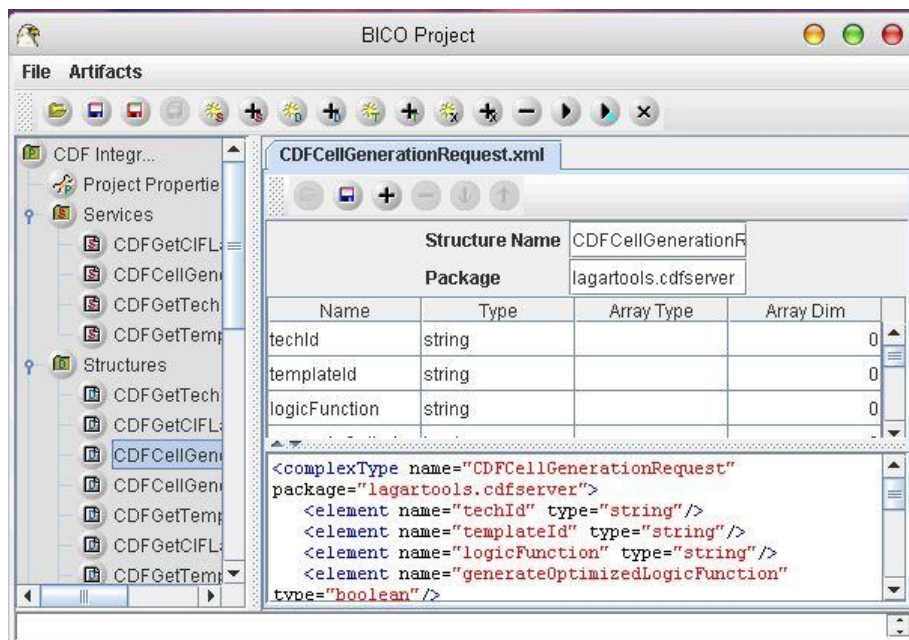 BICO Project
File Artifacts
CDF Integr...
Project Propertie
Services
CDFGetCIFL
CDFCellGen
CDFGetTech
CDFGetTemp
Structures
CDFGetTech
CDFGetCIFL
CDFCellGen
CDFCellGen
CDFGetTemp
CDFGetCIFL
CDFGetTemp
CDFCellGenerationRequest.xml
Structure Name CDFCellGenerationR
Package lagartools.cdfserver
Name Type Array Type Array Dim
techId string 0
templateId string 0
logicFunction string 0
<complexType name="CDFCellGenerationRequest"
package="lagartools.cdfserver">
<element name="techId" type="string"/>
<element name="templateId" type="string"/>
<element name="logicFunction" type="string"/>
<element name="generateOptimizedLogicFunction"
type="boolean"/>